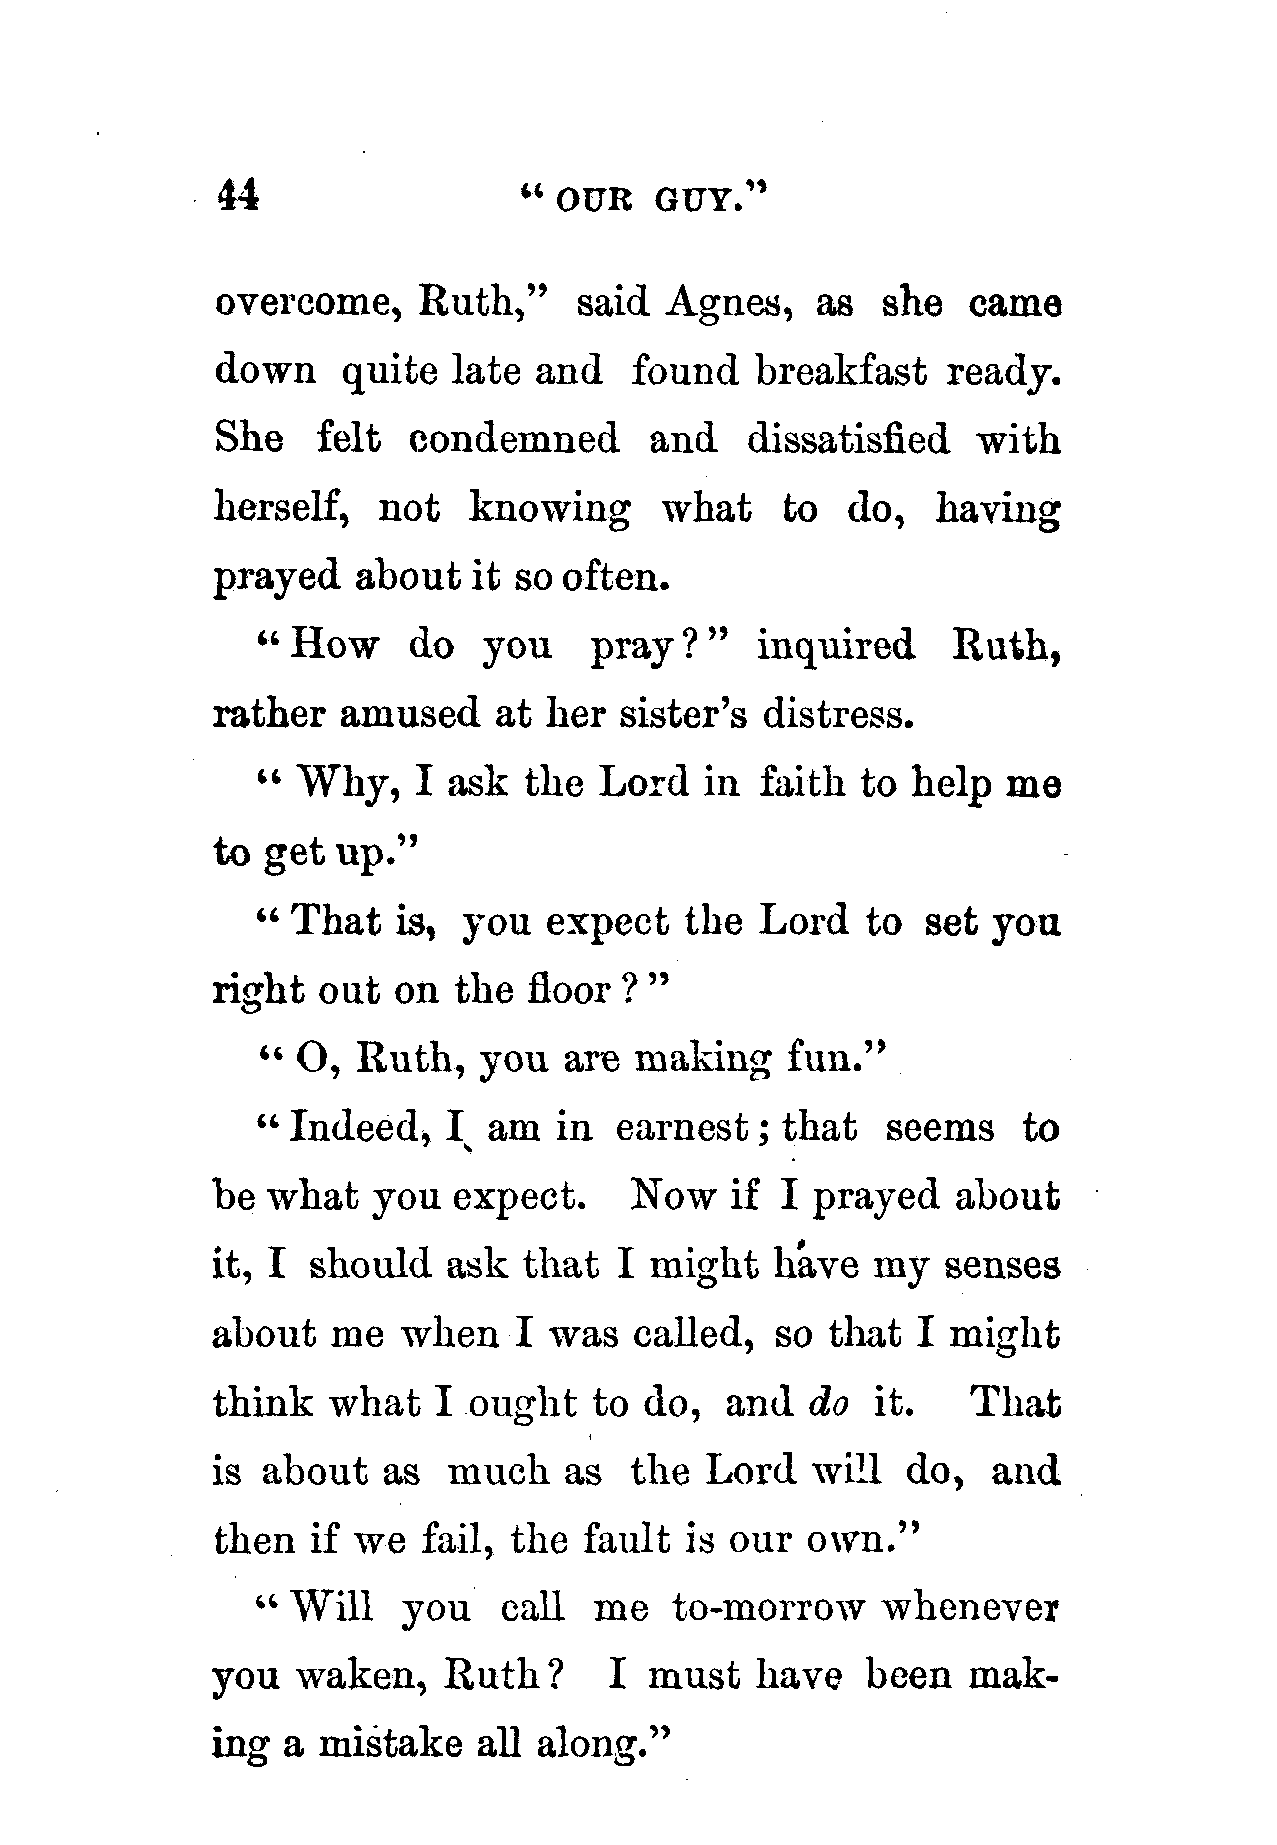 44 “ OUR GUY.”
overcome, Ruth,” said Agnes, as she came
down quite late and found breakfast ready.
She felt condemned and dissatisfied with
herself, not knowing what to do, having
prayed about it so often.
“ How do you pray ? ” inquired Ruth,
rather amused at her sister’s distress.
“ Why, I ask the Lord in faith to help me
to get up.”
“ That is, you expect the Lord to set you
right out on the floor ? ”
“ O, Ruth, you are making fun.”
“ Indeed, I am in earnest ; that seems to
be what you expect. Now if I prayed about
it, I should ask that I might have my senses
about me when I was called, so that I might
think what I ought to do, and do it. That
is about as much as the Lord will do, and
then if we fail, the fault is our own.”
“ Will you call me to-morrow whenever
you waken, Ruth ? I must have been mak-
ing a mistake all along.”